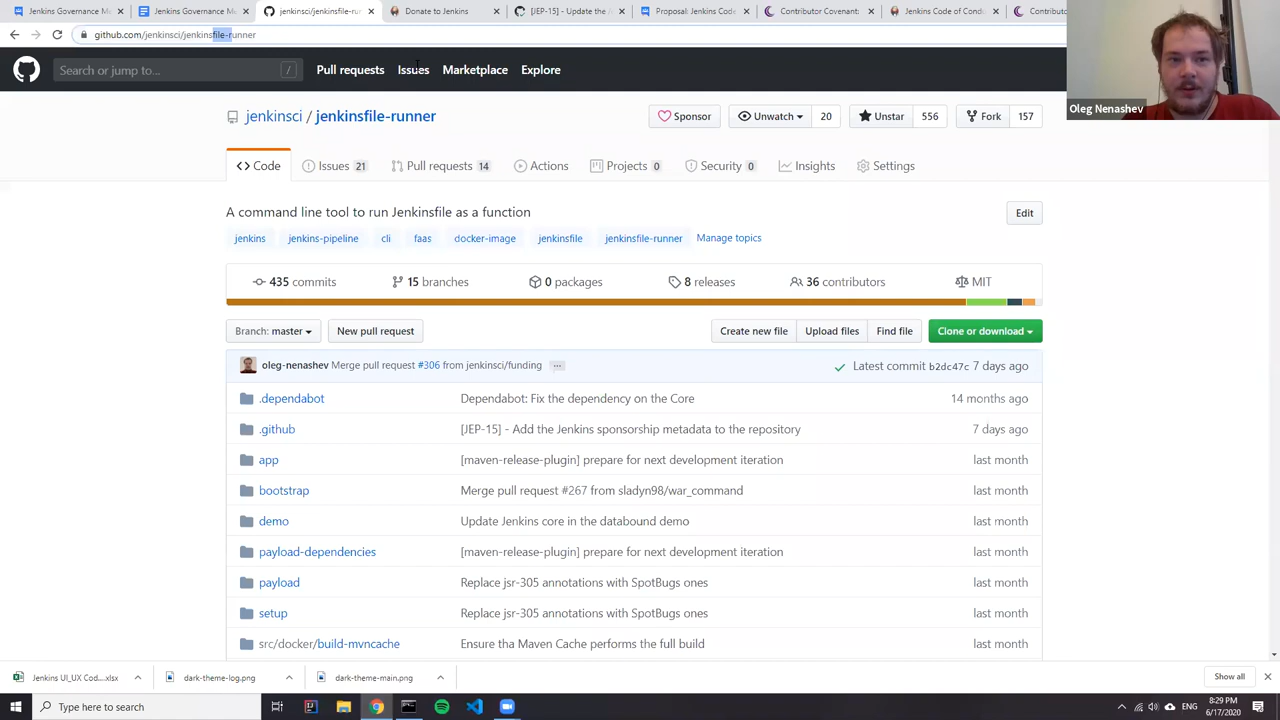 Jenkins Governance M
Jenkins Governance M
jenkinsci/jenkinsfile-run
Donate to Jenkins
[JEP-15] - Update the J
Proposal: Jenkins Code
Contributor Covenant:
Jenkins Code of Cond
Contributo
github.com/jenkinsci/jenkinsfile-runner
Search or jump to...
/
Pull requests
Issues
Marketplace
Explore
Oleg Nenashev
jenkinsci / jenkinsfile-runner
Sponsor
Unwatch 20
Unstar 556
Fork 157
Code
Issues 21
Pull requests 14
Actions
Projects 0
Security 0
Insights
Settings
A command line tool to run Jenkinsfile as a function
Edit
jenkins
jenkins-pipeline
cli
faas
docker-image
jenkinsfile
jenkinsfile-runner
Manage topics
435 commits
15 branches
0 packages
8 releases
36 contributors
MIT
Branch: master
New pull request
Create new file
Upload files
Find file
Clone or download
oleg-nenashev Merge pull request #306 from jenkinsci/funding ...
Latest commit b2dc47c 7 days ago
.dependabot Dependabot: Fix the dependency on the Core 14 months ago
.github [JEP-15] - Add the Jenkins sponsorship metadata to the repository 7 days ago
app [maven-release-plugin] prepare for next development iteration last month
bootstrap Merge pull request #267 from sladyn98/war_command last month
demo Update Jenkins core in the databound demo last month
payload-dependencies [maven-release-plugin] prepare for next development iteration last month
payload Replace jsr-305 annotations with SpotBugs ones last month
setup Replace jsr-305 annotations with SpotBugs ones last month
src/docker/build-mvncache Ensure tha Maven Cache performs the full build last month
Jenkins UI_UX Cod....xlsx
dark-theme-log.png
dark-theme-main.png
Show all
Type here to search
8:29 PM
6/17/2020